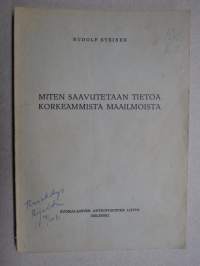 RUDOLF STEINER
MITEN SAAVUTETAAN TIETOA
KORKEAMMISTA MAAILMOISTA
SUOMALAINEN ANTROPOSOFINEN LIITTO
HELSINKI